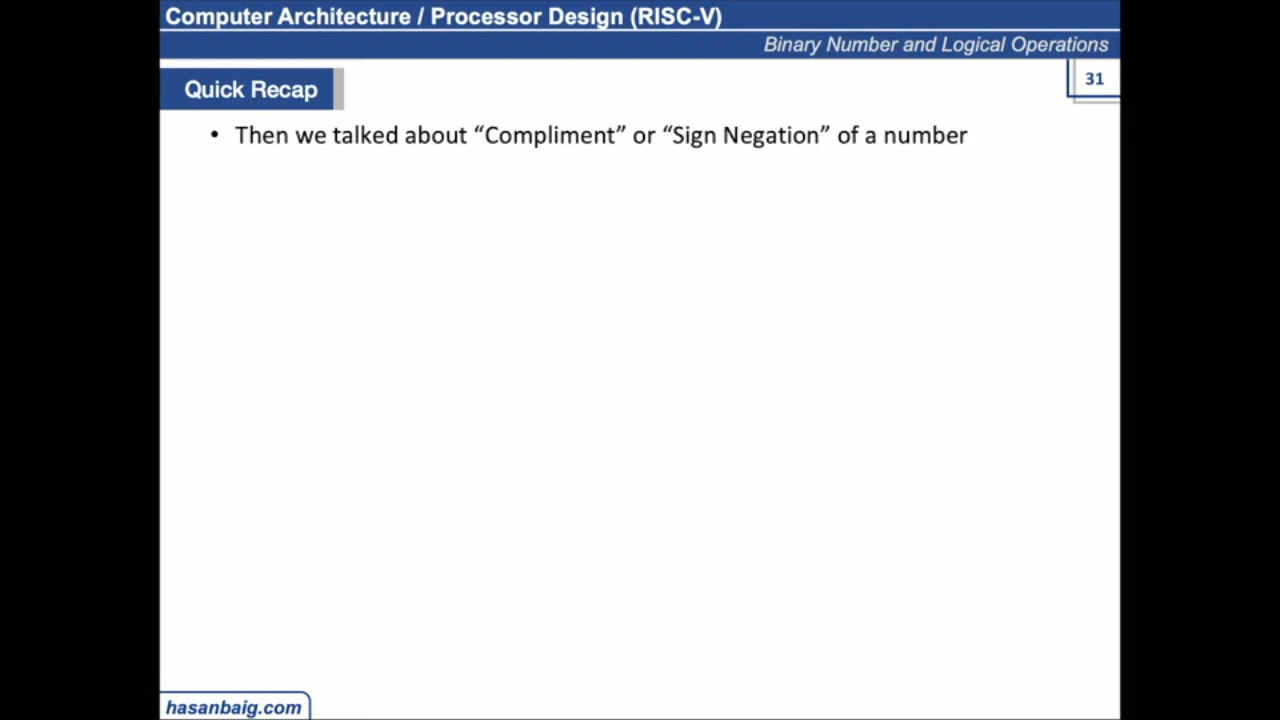 Computer Architecture / Processor Design (RISC-V)
Binary Number and Logical Operations
31
Quick Recap
• Then we talked about “Compliment” or “Sign Negation” of a number
hasanbaig.com